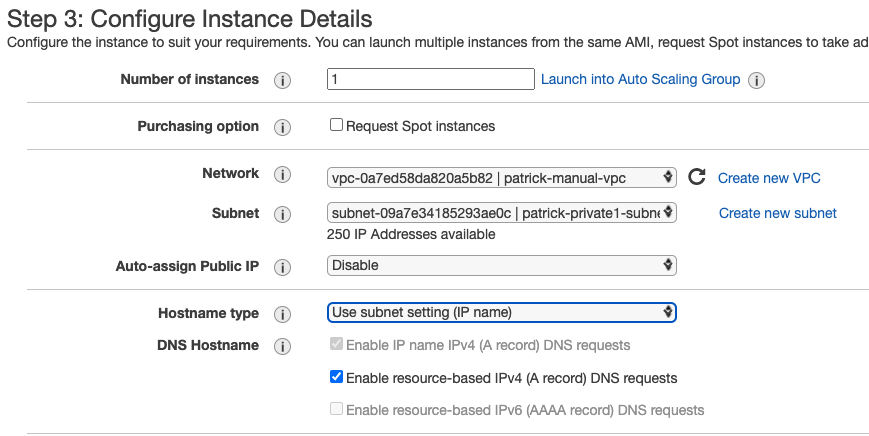 Step 3: Configure Instance Details
Configure the instance to suit your requirements. You can launch multiple instances from the same AMI, request Spot instances to take ad
Number of instances i 1 Launch into Auto Scaling Group i
Purchasing option i Request Spot instances
Network i vpc-0a7ed58da820a5b82 | patrick-manual-vpc Create new VPC
Subnet i subnet-09a7e34185293ae0c | patrick-private1-subne Create new subnet
250 IP Addresses available
Auto-assign Public IP i Disable
Hostname type i Use subnet setting (IP name)
DNS Hostname i Enable IP name IPv4 (A record) DNS requests
Enable resource-based IPv4 (A record) DNS requests
Enable resource-based IPv6 (AAAA record) DNS requests